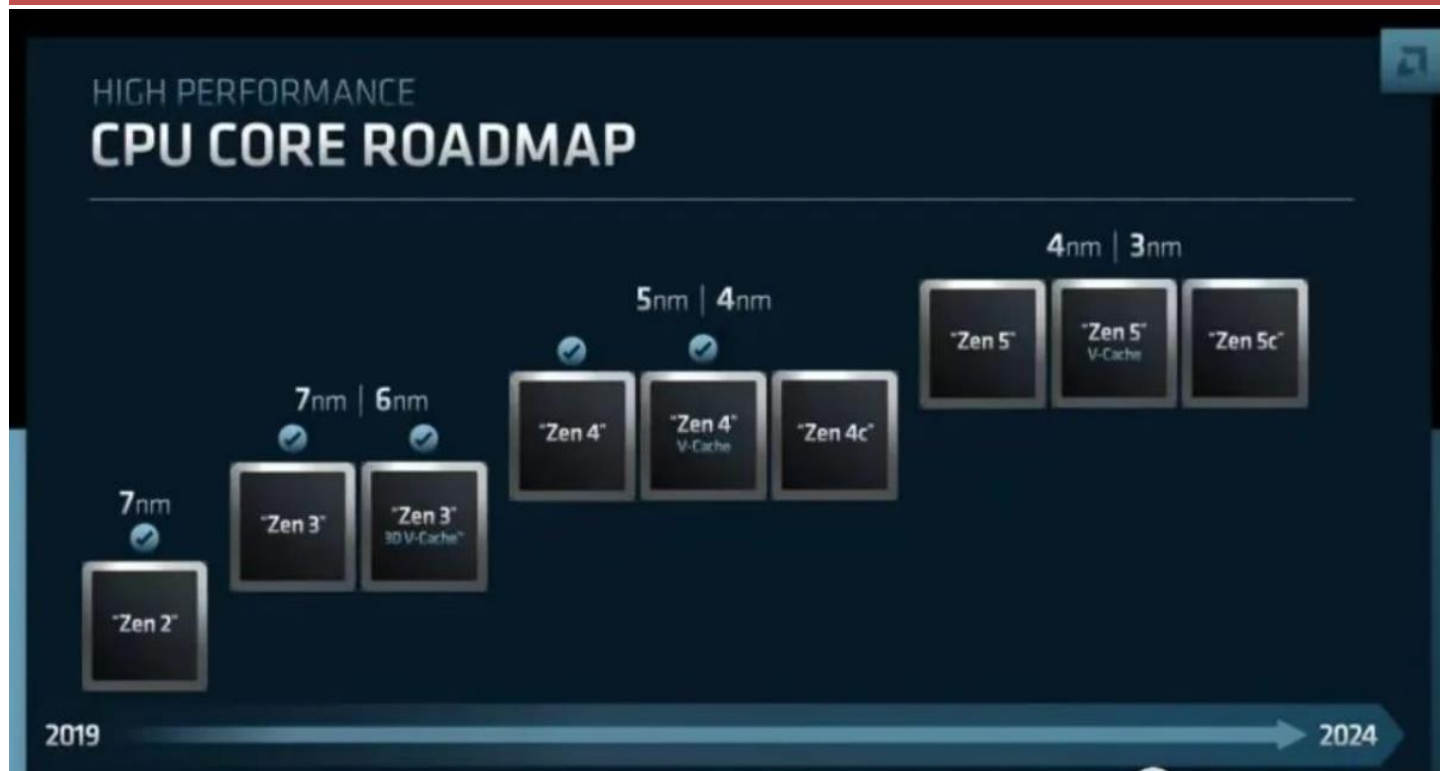 HIGH PERFORMANCE
CPU CORE ROADMAP
4nm | 3nm
"Zen 5"
"Zen 5"
V-Cache
"Zen 5c"
5nm | 4nm
"Zen 4"
"Zen 4"
V-Cache
"Zen 4c"
7nm | 6nm
"Zen 3"
"Zen 3"
3D V-Cache™
7nm
"Zen 2"
2019
2024